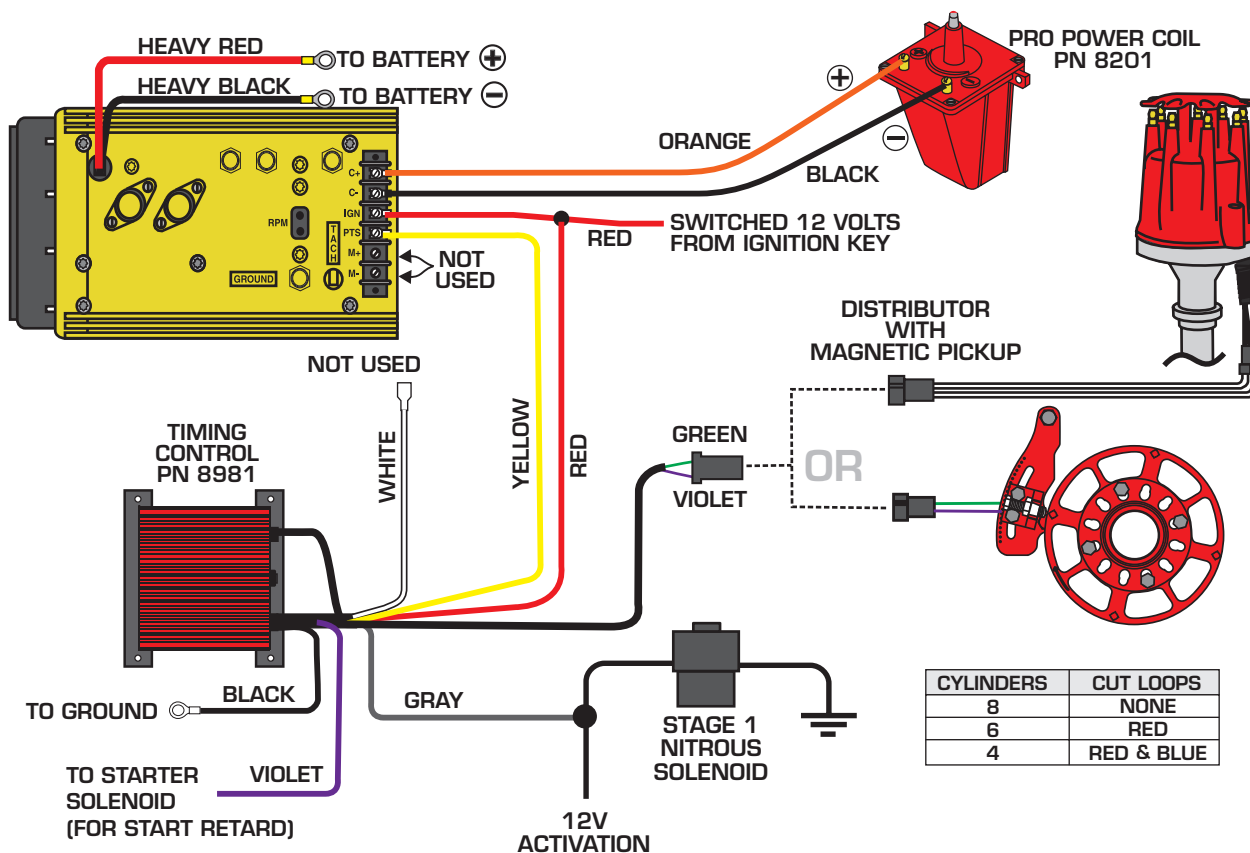 HEAVY RED
TO BATTERY +
HEAVY BLACK
TO BATTERY −
PRO POWER COIL
PN 8201
+
−
ORANGE
BLACK
C+
C-
IGN
PTS
M+
M-
RPM
TACH
GROUND
NOT
USED
RED
SWITCHED 12 VOLTS
FROM IGNITION KEY
DISTRIBUTOR
WITH
MAGNETIC PICKUP
NOT USED
WHITE
YELLOW
RED
GREEN
VIOLET
OR
TIMING
CONTROL
PN 8981
BLACK
TO GROUND
GRAY
VIOLET
TO STARTER
SOLENOID
(FOR START RETARD)
STAGE 1
NITROUS
SOLENOID
12V
ACTIVATION
CYLINDERS CUT LOOPS
8 NONE
6 RED
4 RED & BLUE